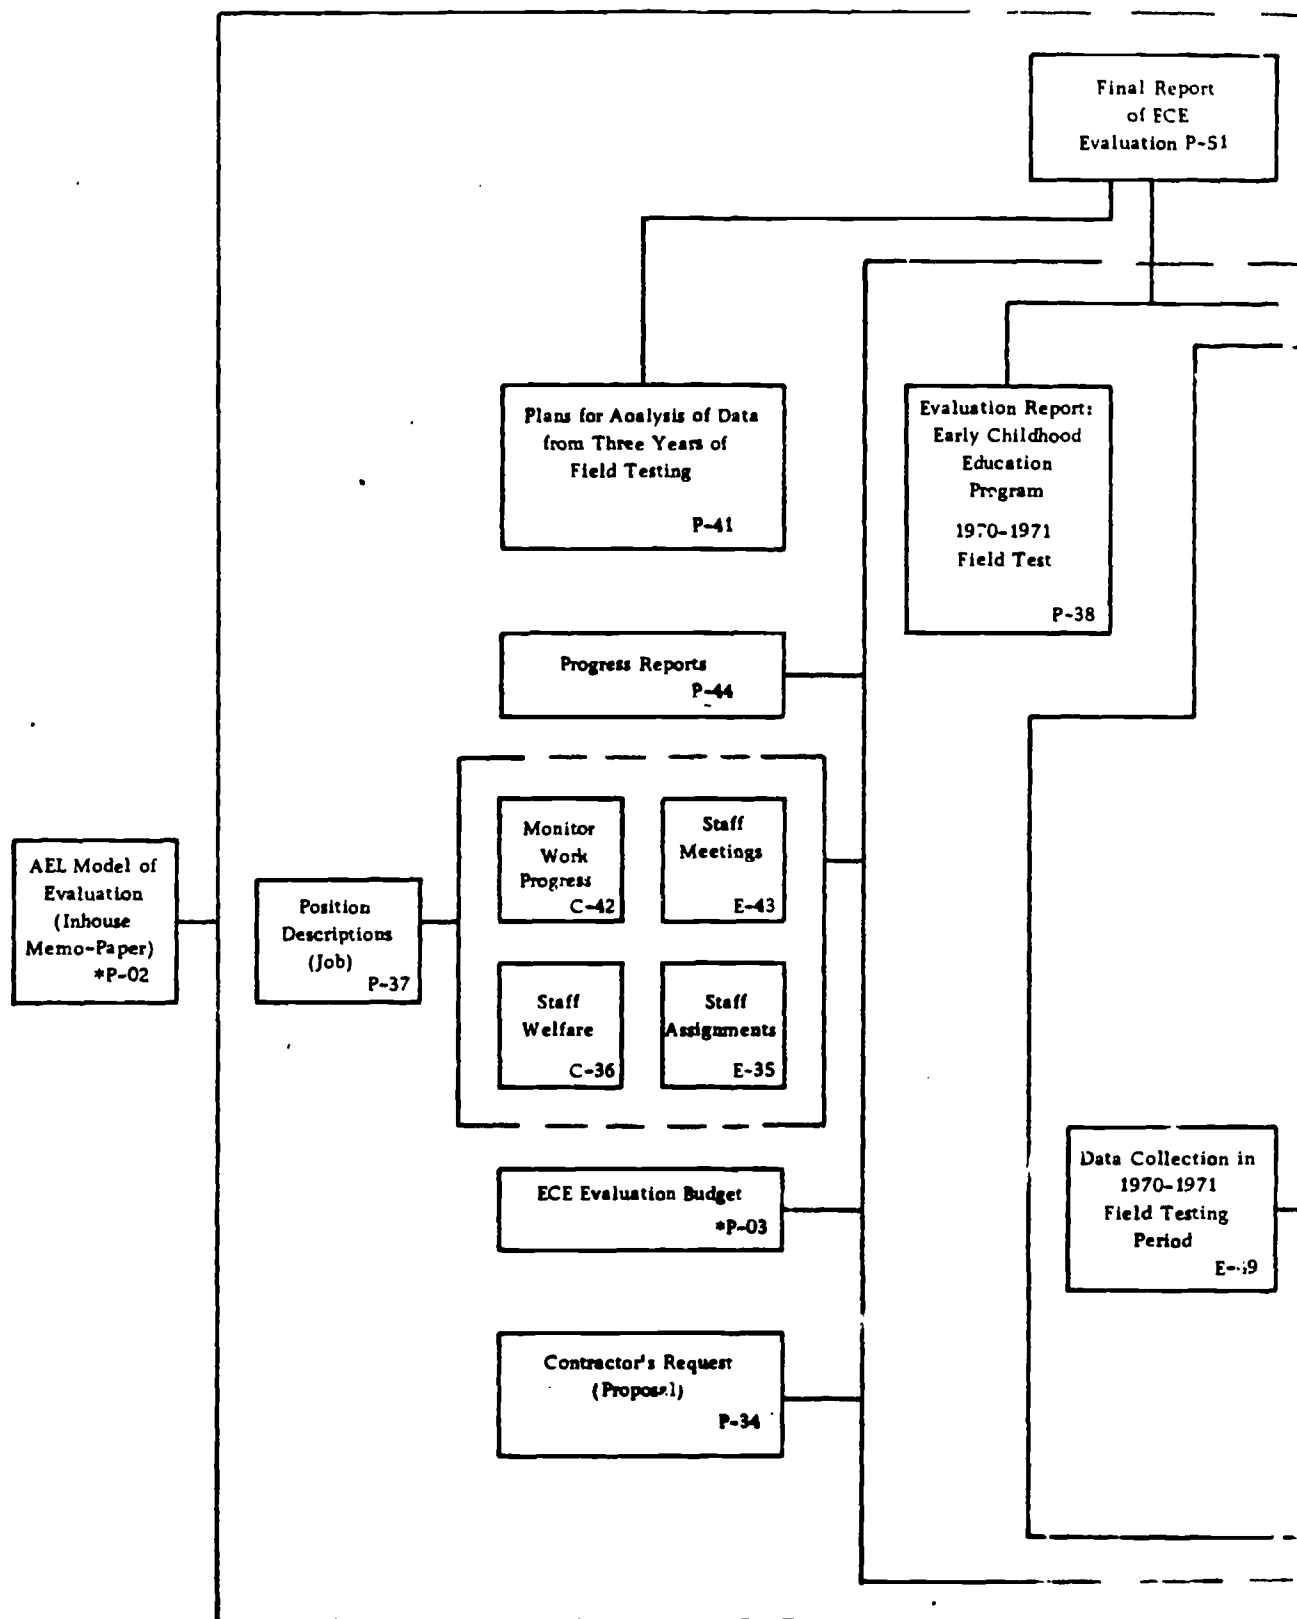 Final Report
of ECE
Evaluation P-51
Plans for Analysis of Data
from Three Years of
Field Testing
P-41
Evaluation Report:
Early Childhood
Education
Program
1970-1971
Field Test
P-38
Progress Reports
P-44
Monitor
Work
Progress
C-42
Staff
Meetings
E-43
AEL Model of
Evaluation
(Inhouse
Memo-Paper)
*P-02
Position
Descriptions
(Job)
P-37
Staff
Welfare
C-36
Staff
Assignments
E-35
ECE Evaluation Budget
*P-03
Data Collection in
1970-1971
Field Testing
Period
Contractor's Request
(Proposal)
P-34